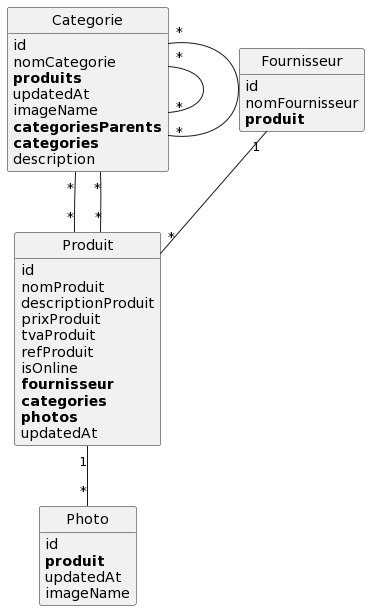 Categorie
id
nomCategorie
produits
updatedAt
imageName
categoriesParents
categories
description
*
*
*
*
Fournisseur
id
nomFournisseur
produit
1
*
*
*
*
*
Produit
id
nomProduit
descriptionProduit
prixProduit
tvaProduit
refProduit
isOnline
fournisseur
categories
photos
updatedAt
1
*
Photo
id
produit
updatedAt
imageName